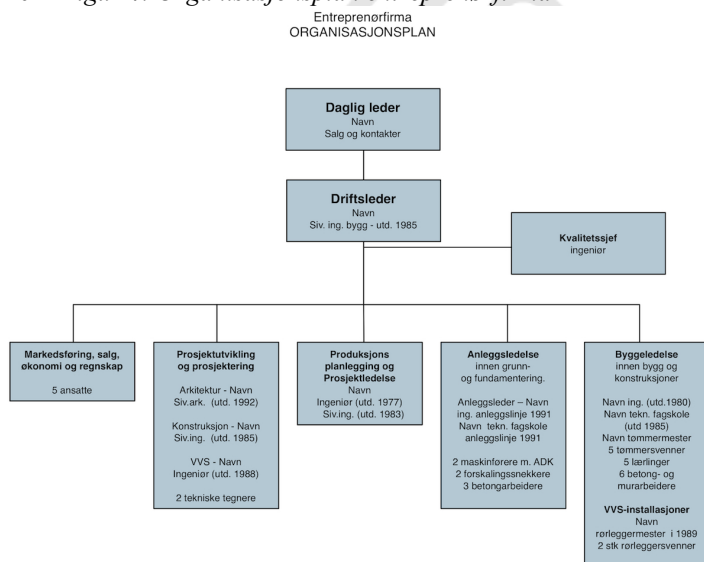 Entreprenørfirma
ORGANISASJONSPLAN
Daglig leder
Navn
Salg og kontakter
Driftsleder
Navn
Siv. ing. bygg - utd. 1985
Kvalitetssjef
ingeniør
Markedsføring, salg,
økonomi og regnskap
5 ansatte
Prosjektutvikling
og prosjektering
Arkitektur - Navn
Siv.ark. (utd. 1992)
Konstruksjon - Navn
Siv.ing. (utd. 1985)
VVS - Navn
Ingeniør (utd. 1988)
2 tekniske tegnere
Produksjons
planlegging og
Prosjektledelse
Navn
Ingeniør (utd. 1977)
Siv.ing. (utd. 1983)
Anleggsledelse
innen grunn-
og fundamentering.
Anleggsleder – Navn
ing. anleggslinje 1991
Navn tekn. fagskole
anleggslinje 1991
2 maskinførere m. ADK
2 forskalingssnekkere
3 betongarbeidere
Byggeledelse
innen bygg og
konstruksjoner
Navn ing. (utd.1980)
Navn tekn. fagskole
(utd 1985)
Navn tømmermester
5 tømmersvenner
5 lærlinger
6 betong- og
murarbeidere
VVS-installasjoner
Navn
rørleggermester i 1989
2 stk rørleggersvenner